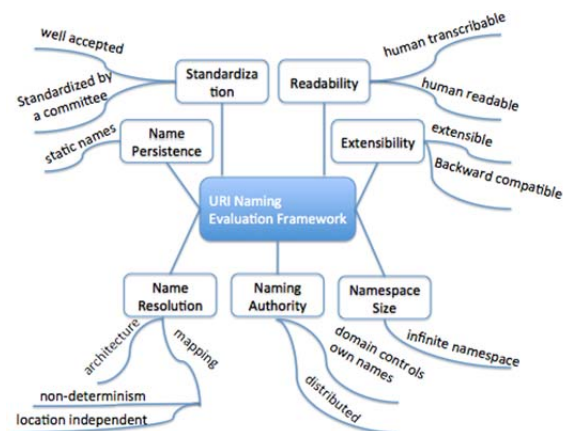 well accepted
Standardized by
a committee
Standardiza
tion
Readability
human transcribable
human readable
static names
Name
Persistence
Extensibility
extensible
Backward compatible
URI Naming
Evaluation Framework
Name
Resolution
Naming
Authority
Namespace
Size
architecture
mapping
non-determinism
location independent
domain controls
own names
distributed
infinite namespace